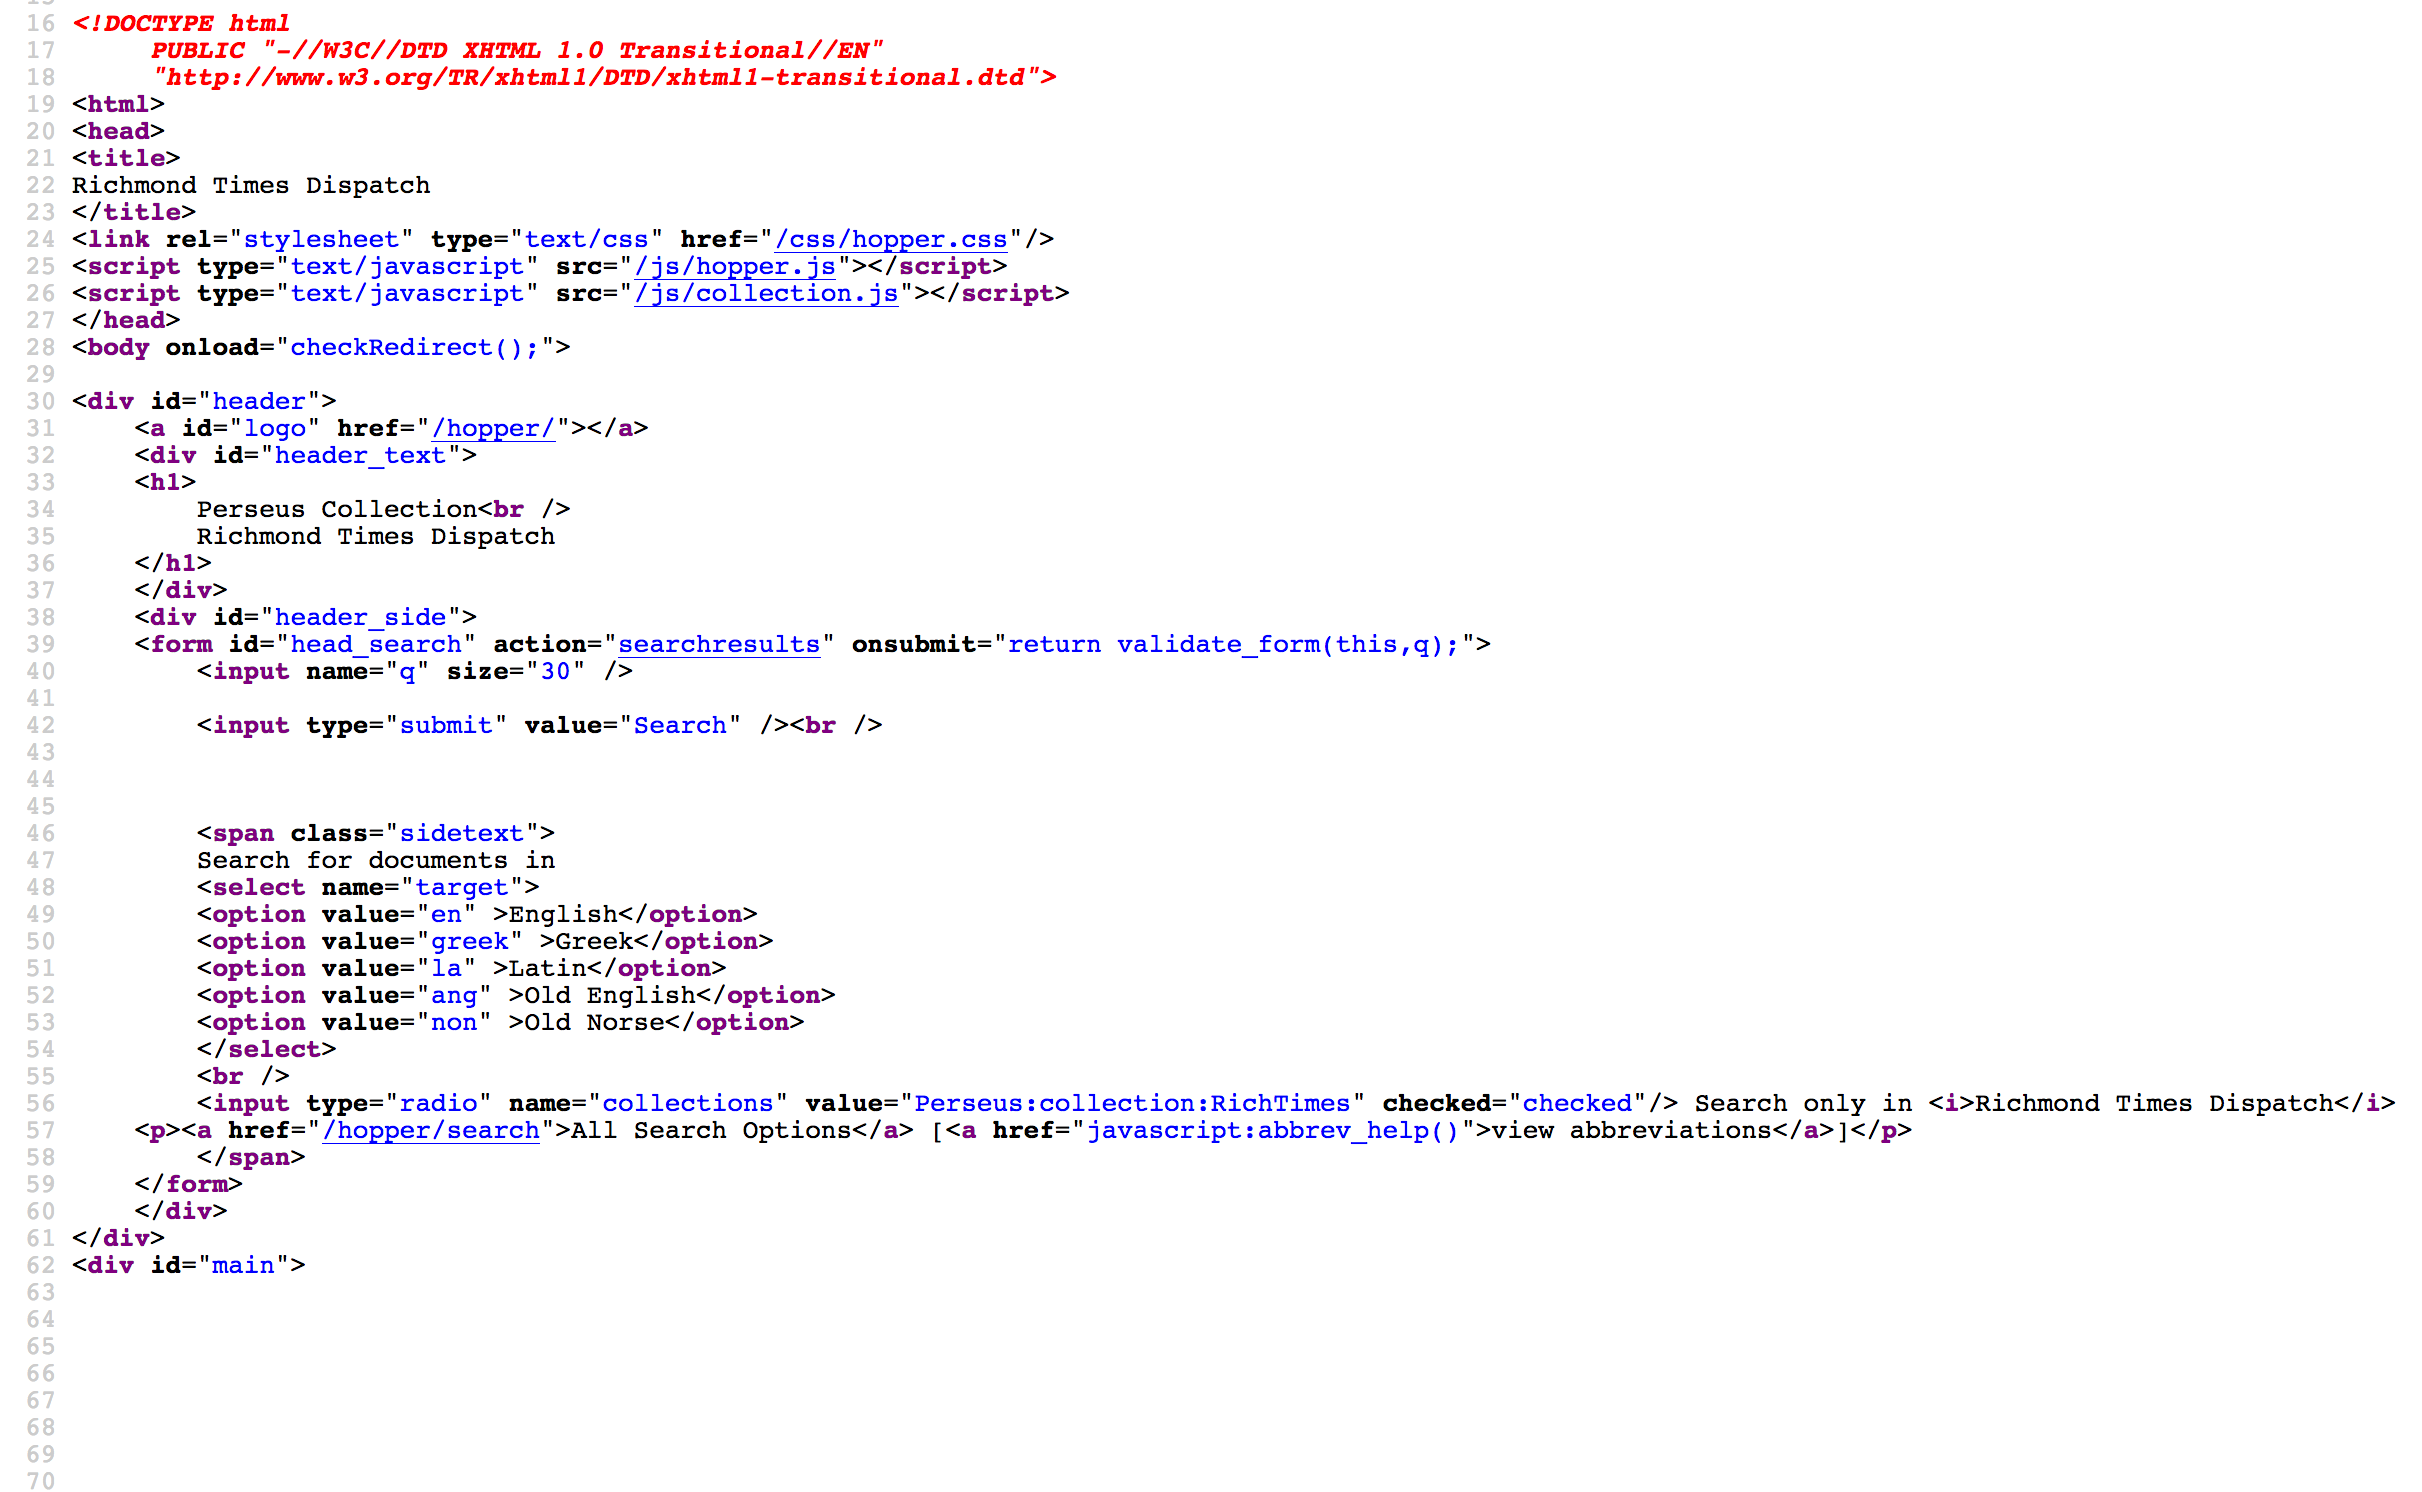 15
16 <!DOCTYPE html
17      PUBLIC "-//W3C//DTD XHTML 1.0 Transitional//EN"
18      "http://www.w3.org/TR/xhtml1/DTD/xhtml1-transitional.dtd">
19 <html>
20 <head>
21 <title>
22 Richmond Times Dispatch
23 </title>
24 <link rel="stylesheet" type="text/css" href="/css/hopper.css"/>
25 <script type="text/javascript" src="/js/hopper.js"></script>
26 <script type="text/javascript" src="/js/collection.js"></script>
27 </head>
28 <body onload="checkRedirect();">
29
30 <div id="header">
31     <a id="logo" href="/hopper/"></a>
32     <div id="header_text">
33     <h1>
34         Perseus Collection<br />
35         Richmond Times Dispatch
36     </h1>
37     </div>
38     <div id="header_side">
39     <form id="head_search" action="searchresults" onsubmit="return validate_form(this,q);">
40         <input name="q" size="30" />
41
42         <input type="submit" value="Search" /><br />
43
44
45
46         <span class="sidetext">
47         Search for documents in
48         <select name="target">
49         <option value="en" >English</option>
50         <option value="greek" >Greek</option>
51         <option value="la" >Latin</option>
52         <option value="ang" >Old English</option>
53         <option value="non" >Old Norse</option>
54         </select>
55         <br />
56         <input type="radio" name="collections" value="Perseus:collection:RichTimes" checked="checked"/> Search only in <i>Richmond Times Dispatch</i>
57     <p><a href="/hopper/search">All Search Options</a> [<a href="javascript:abbrev_help()">view abbreviations</a>]</p>
58         </span>
59     </form>
60     </div>
61 </div>
62 <div id="main">
63
64
65
66
67
68
69
70